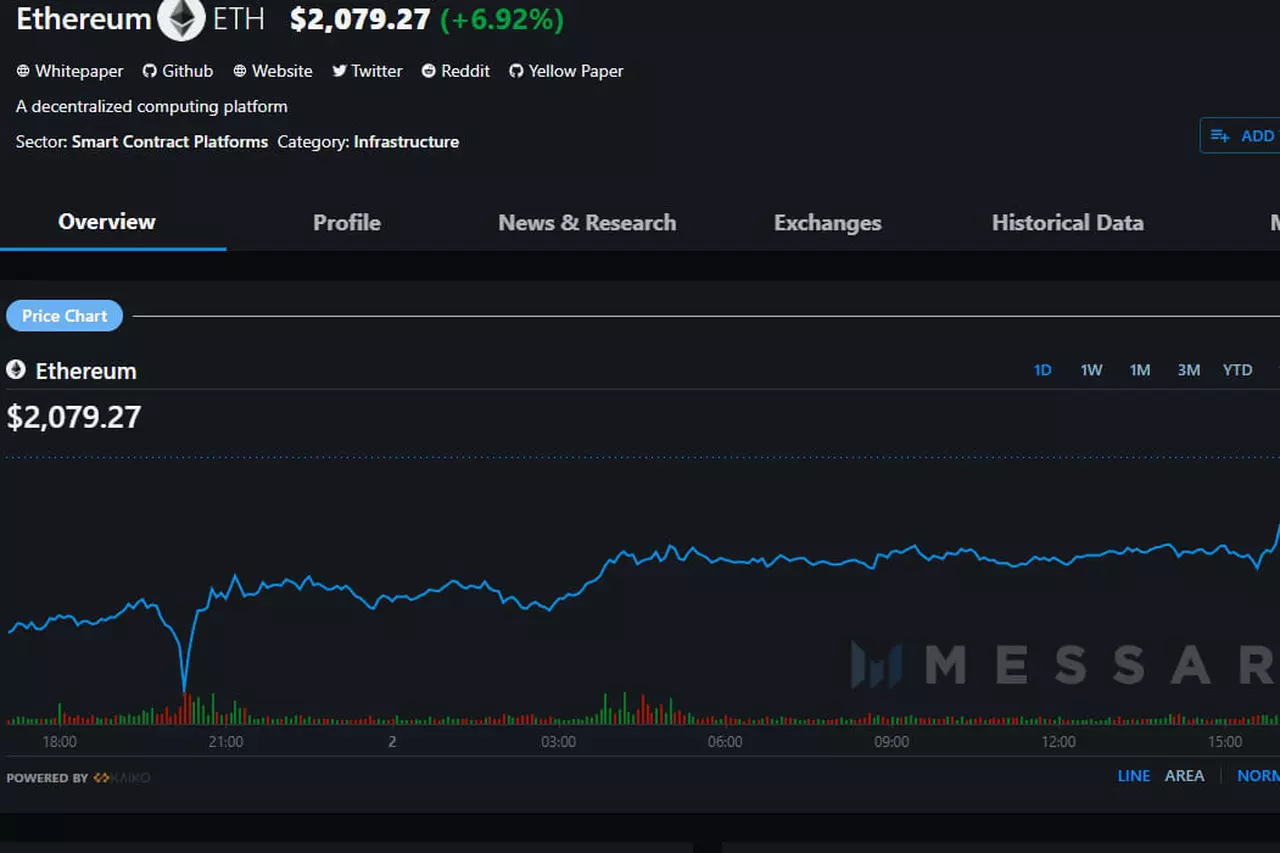 Ethereum ETH $2,079.27 (+6.92%)
Whitepaper Github Website Twitter Reddit Yellow Paper
A decentralized computing platform
Sector: Smart Contract Platforms Category: Infrastructure
ADD
Overview Profile News & Research Exchanges Historical Data M
Price Chart
Ethereum 1D 1W 1M 3M YTD
$2,079.27
MESSAR
18:00 21:00 2 03:00 06:00 09:00 12:00 15:00
POWERED BY KAIKO LINE AREA NORM